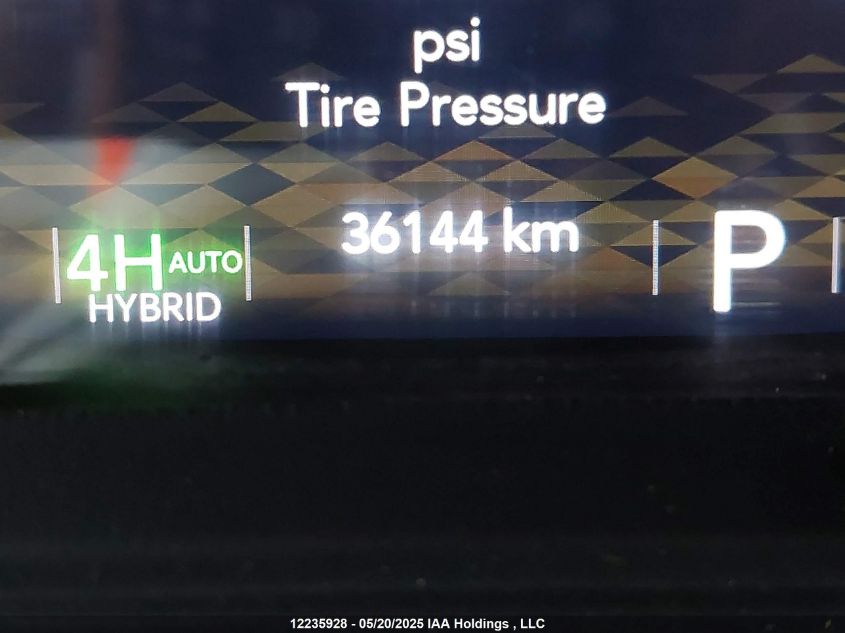 psi
Tire Pressure
36144 km
4H AUTO
HYBRID
P
12235928 - 05/20/2025 IAA Holdings , LLC